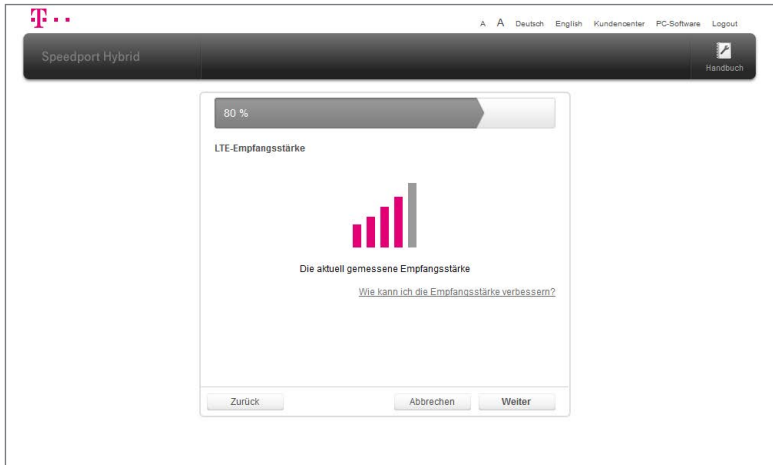 T
A A Deutsch English Kundencenter PC-Software Logout
Speedport Hybrid
Handbuch
80 %
LTE-Empfangsstärke
Die aktuell gemessene Empfangsstärke
Wie kann ich die Empfangsstärke verbessern?
Zurück Abbrechen Weiter